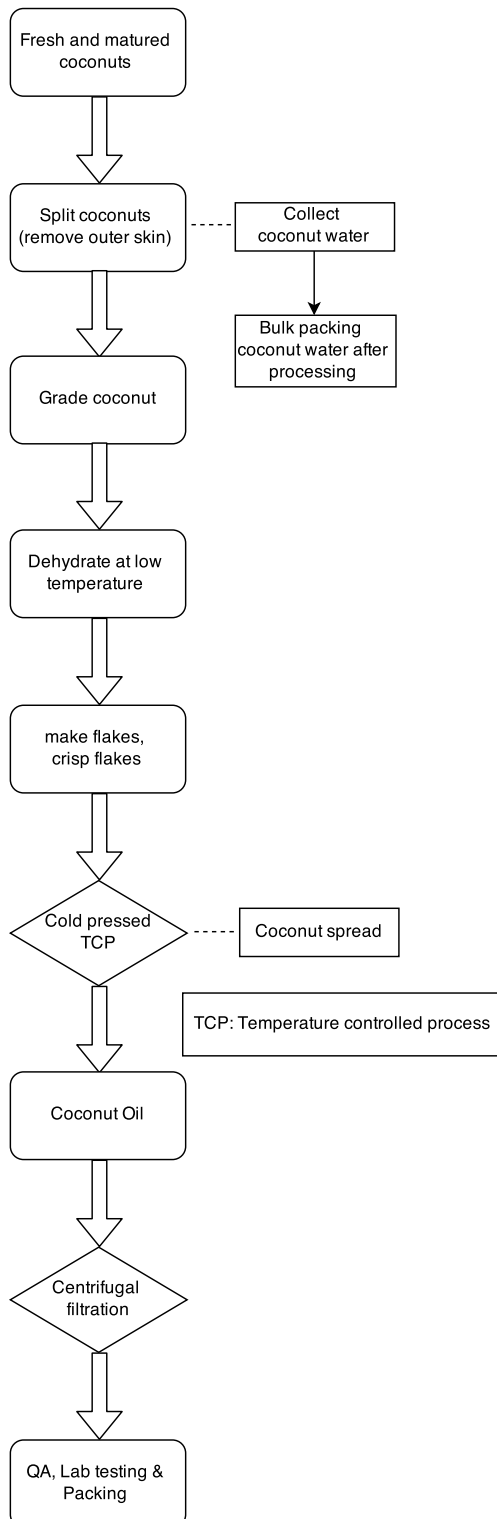 Fresh and matured
coconuts
Split coconuts
(remove outer skin)
Collect
coconut water
Bulk packing
coconut water after
processing
Grade coconut
Dehydrate at low
temperature
make flakes,
crisp flakes
Cold pressed
TCP
Coconut spread
TCP: Temperature controlled process
Coconut Oil
Centrifugal
filtration
QA, Lab testing &
Packing